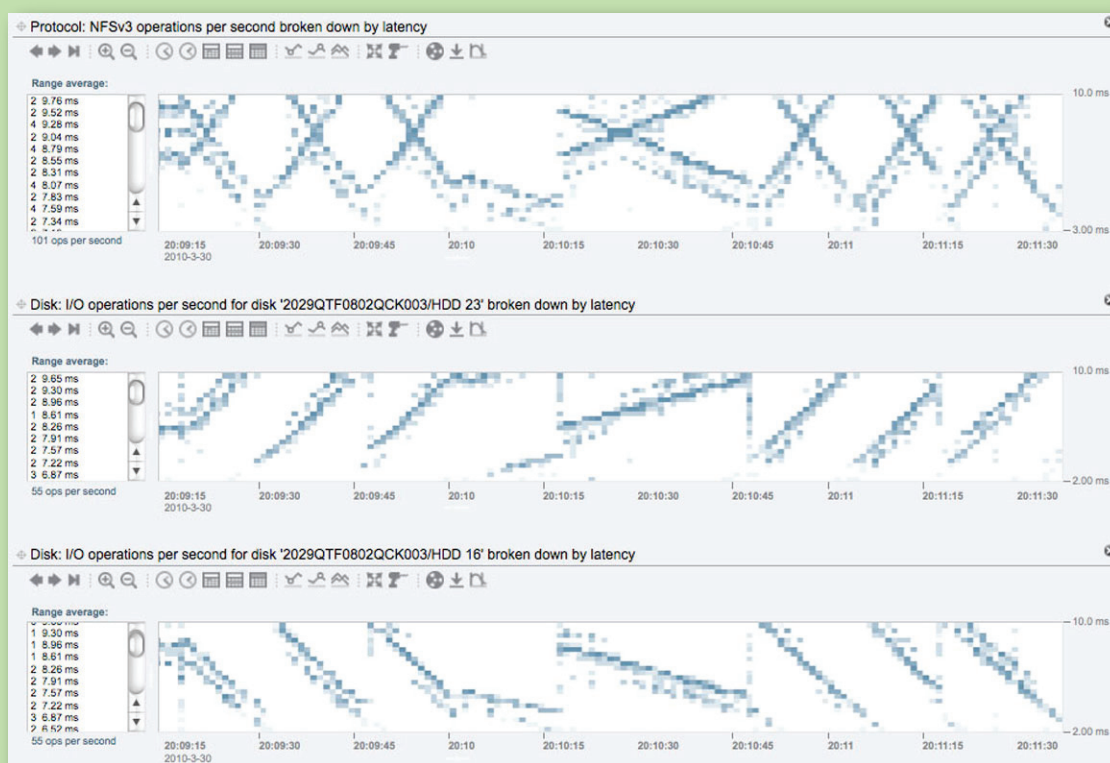 Protocol: NFSv3 operations per second broken down by latency
Range average:
2 9.76 ms
2 9.52 ms
4 9.28 ms
2 9.04 ms
4 8.79 ms
2 8.55 ms
2 8.31 ms
4 8.07 ms
2 7.83 ms
4 7.59 ms
2 7.34 ms
101 ops per second
10.0 ms
3.00 ms
20:09:15 20:09:30 20:09:45 20:10 20:10:15 20:10:30 20:10:45 20:11 20:11:15 20:11:30
2010-3-30
Disk: I/O operations per second for disk '2029QTF0802QCK003/HDD 23' broken down by latency
Range average:
2 9.65 ms
2 9.30 ms
2 8.96 ms
1 8.61 ms
2 8.26 ms
2 7.91 ms
2 7.57 ms
2 7.22 ms
3 6.87 ms
55 ops per second
10.0 ms
2.00 ms
20:09:15 20:09:30 20:09:45 20:10 20:10:15 20:10:30 20:10:45 20:11 20:11:15 20:11:30
2010-3-30
Disk: I/O operations per second for disk '2029QTF0802QCK003/HDD 16' broken down by latency
Range average:
1 9.30 ms
1 8.96 ms
1 8.61 ms
2 8.26 ms
2 7.91 ms
2 7.57 ms
2 7.22 ms
3 6.87 ms
2 6.52 ms
55 ops per second
10.0 ms
2.00 ms
20:09:15 20:09:30 20:09:45 20:10 20:10:15 20:10:30 20:10:45 20:11 20:11:15 20:11:30
2010-3-30